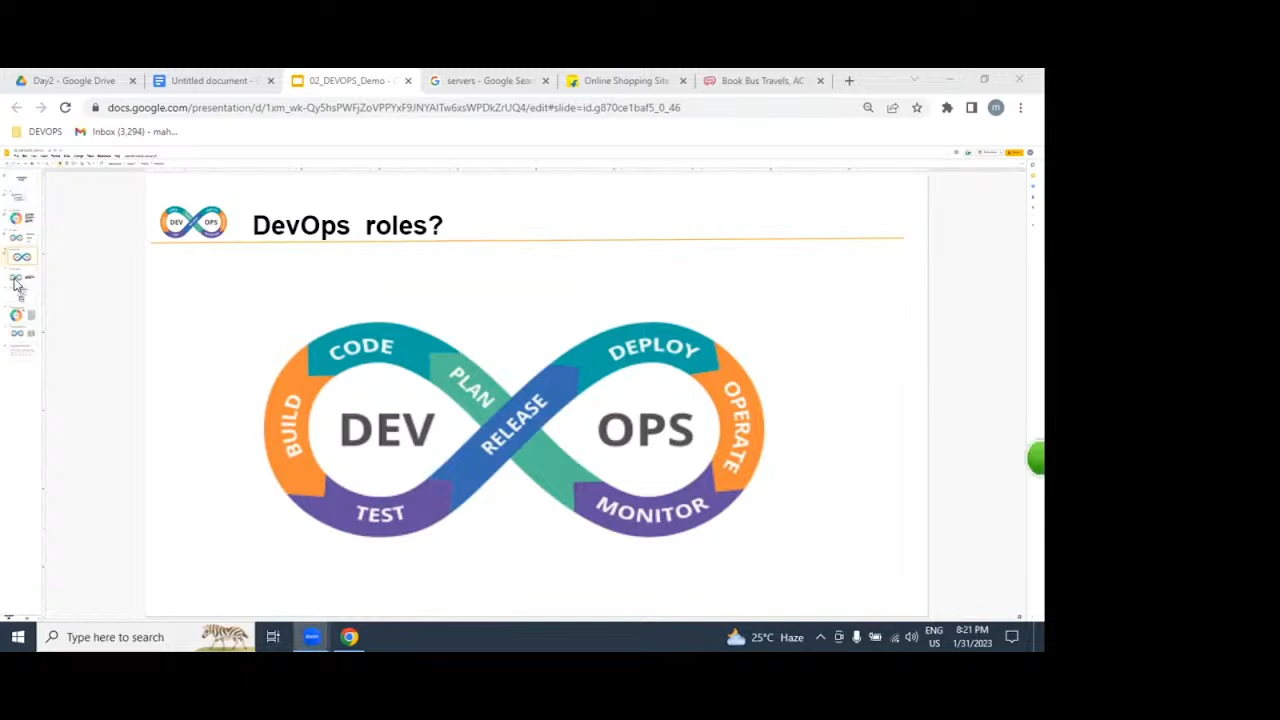 Day2 - Google Drive
Untitled document -
02_DEVOPS_Demo -
servers - Google Sear
Online Shopping Site
Book Bus Travels, AC
docs.google.com/presentation/d/1xm_wk-Qy5hsPWFjZoVPPYxF9JNYAITw6xsWPDkZrUQ4/edit#slide=id.g870ce1baf5_0_46
m
DEVOPS
Inbox (3,294) - mah...
DEV OPS
DevOps roles?
CODE
PLAN
BUILD
TEST
RELEASE
DEPLOY
OPERATE
MONITOR
DEV
OPS
Type here to search
zoom
25°C Haze
ENG
US
8:21 PM
1/31/2023